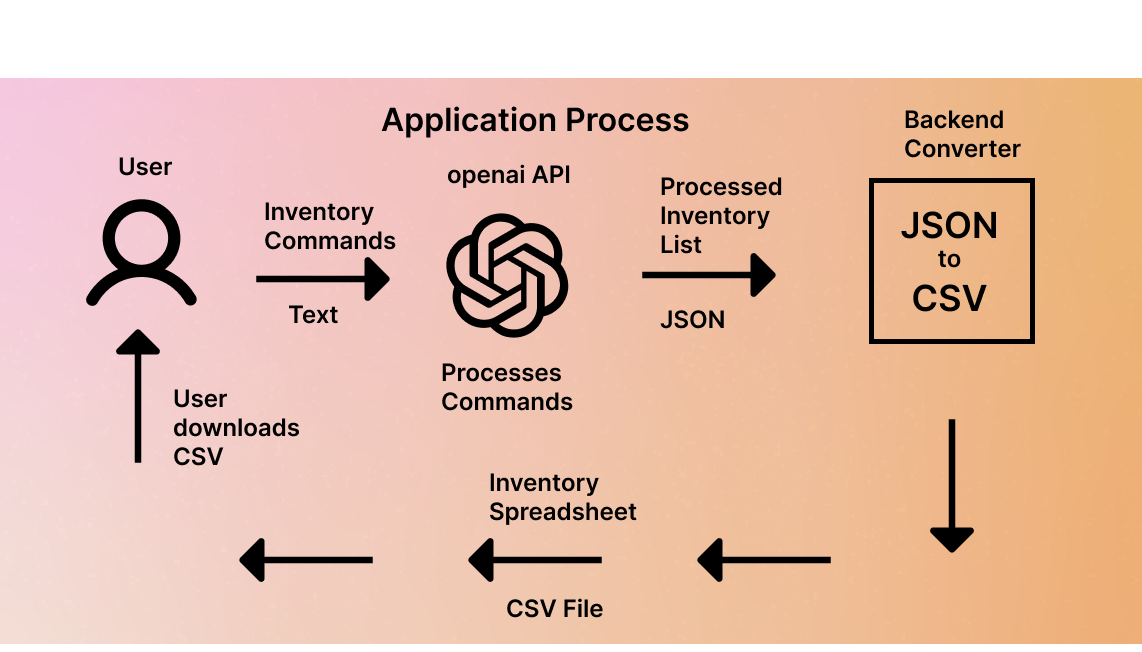 Application Process
User
Inventory
Commands
Text
openai API
Processes
Commands
Processed
Inventory
List
JSON
Backend
Converter
JSON
to
CSV
Inventory
Spreadsheet
CSV File
User
downloads
CSV